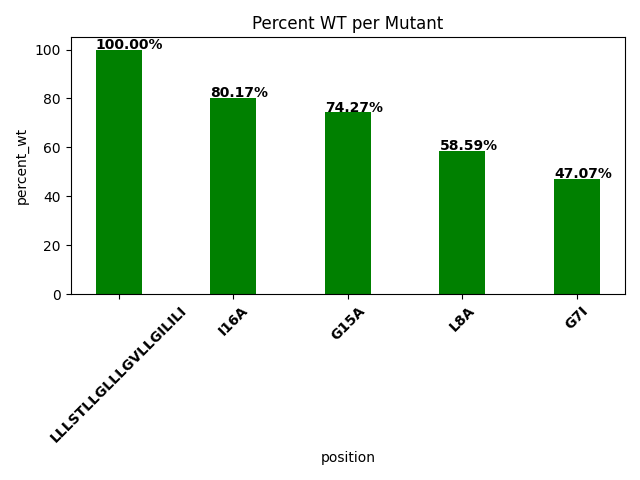 Percent WT per Mutant
percent_wt
100
80
60
40
20
0
100.00%
80.17%
74.27%
58.59%
47.07%
LLLSTLLGLLLGVLLGILILI
I16A
G15A
L8A
G7I
position